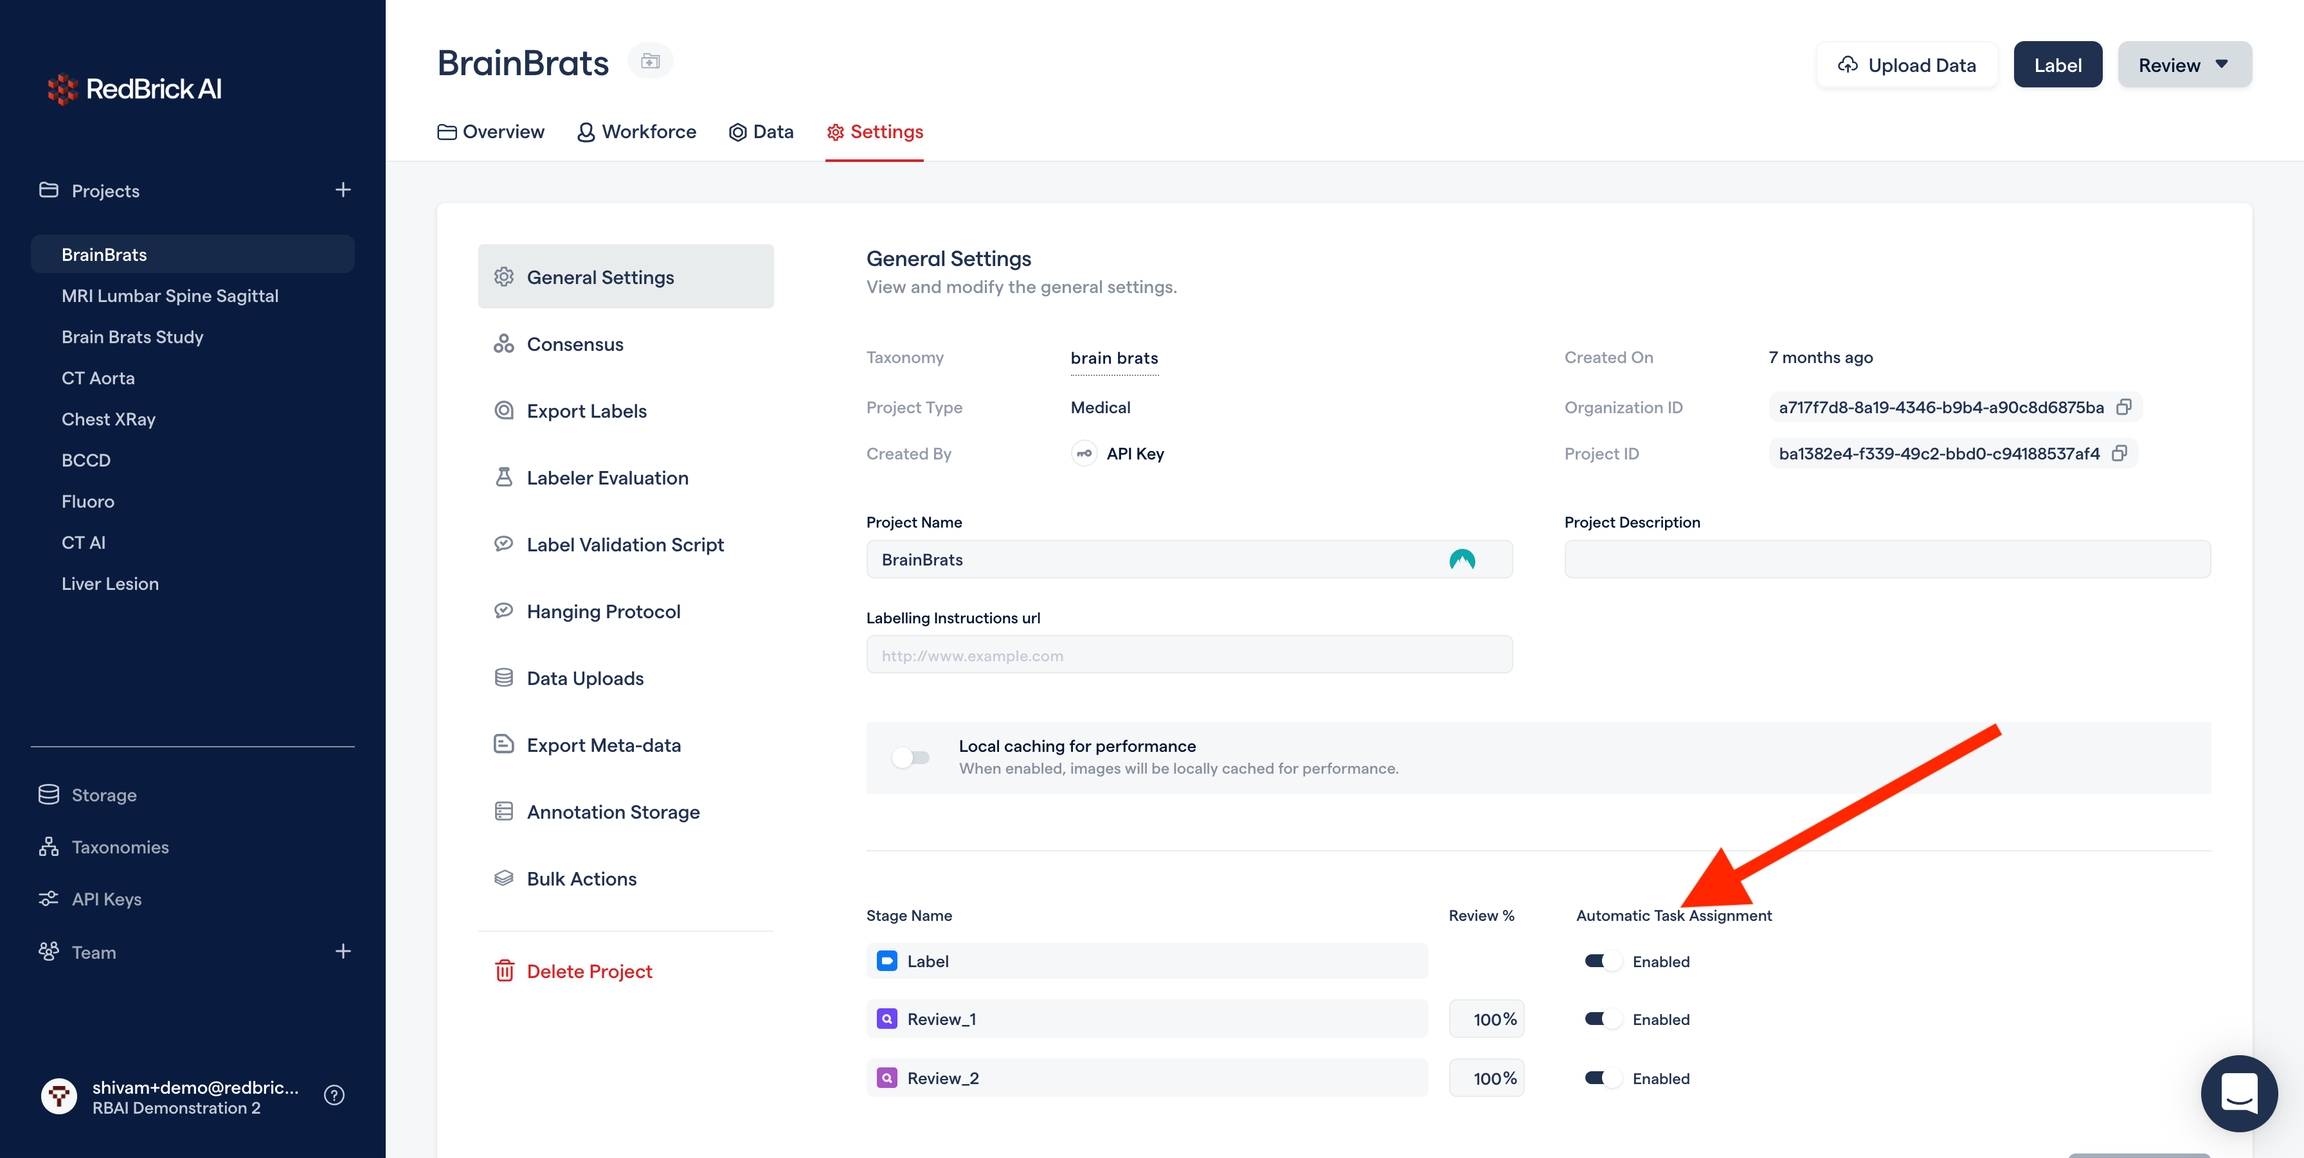 RedBrick AI
Projects
BrainBrats
MRI Lumbar Spine Sagittal
Brain Brats Study
CT Aorta
Chest XRay
BCCD
Fluoro
CT AI
Liver Lesion
Storage
Taxonomies
API Keys
Team
shivam+demo@redbric...
RBAI Demonstration 2
BrainBrats
Upload Data
Label
Review
Overview
Workforce
Data
Settings
General Settings
Consensus
Export Labels
Labeler Evaluation
Label Validation Script
Hanging Protocol
Data Uploads
Export Meta-data
Annotation Storage
Bulk Actions
Delete Project
General Settings
View and modify the general settings.
Taxonomy brain brats
Created On 7 months ago
Project Type Medical
Organization ID a717f7d8-8a19-4346-b9b4-a90c8d6875ba
Created By API Key
Project ID ba1382e4-f339-49c2-bbd0-c94188537af4
Project Name
BrainBrats
Project Description
Labelling Instructions url
http://www.example.com
Local caching for performance
When enabled, images will be locally cached for performance.
Stage Name Review % Automatic Task Assignment
Label Enabled
Review_1 100% Enabled
Review_2 100% Enabled